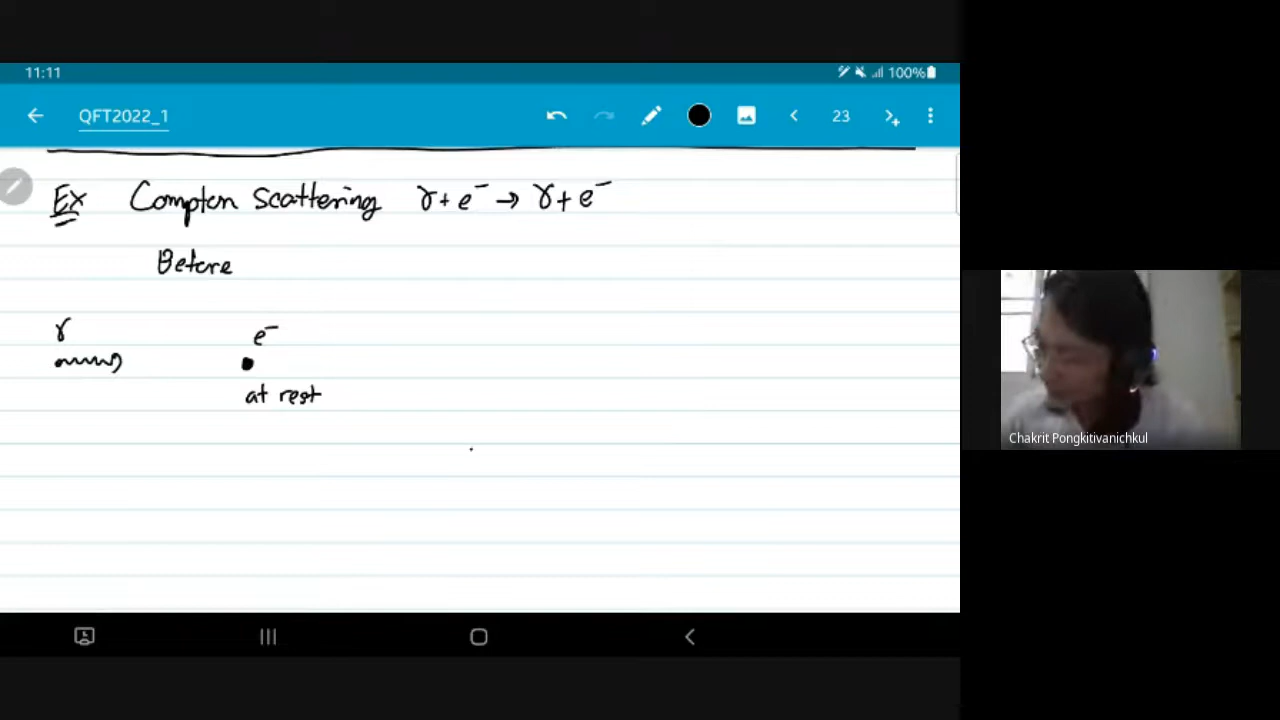 11:11 100%
QFT2022_1 23
Ex Compton Scattering γ + e⁻ → γ + e⁻
Before
γ e⁻
at rest
Chakrit Pongkitivanichkul